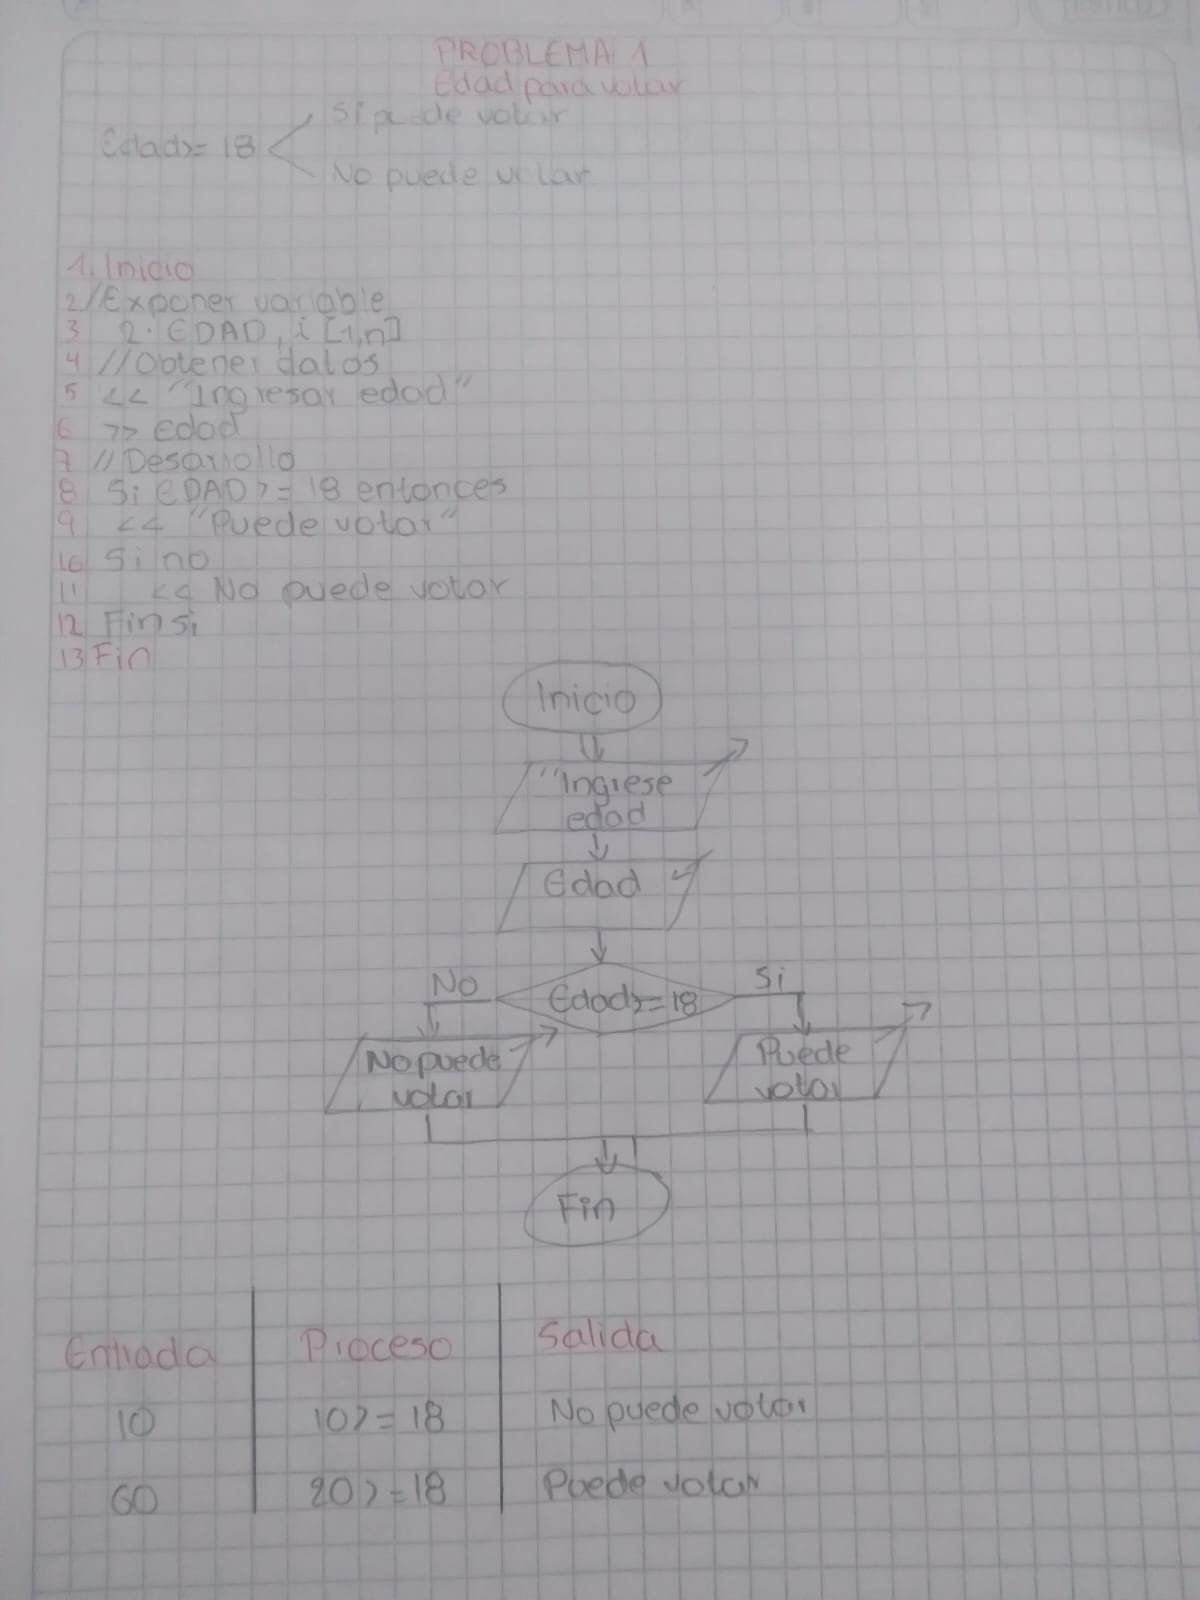 PROBLEMA 1
Edad para votar
Si puede votar
Edad>= 18
No puede votar
1. Inicio
2 //Exponer variable
3 2. EDAD, i [1,n]
4 //Obtener datos
5 << "Ingresar edad"
6 >> edad
7 //Desarrollo
8 Si EDAD>= 18 entonces
9 << "Puede votar"
10 Si no
11 << No puede votar
12 Fin si
13 Fin
Inicio
"Ingrese
edad
Edad
No
Edad>=18
Si
No puede
votar
Puede
votar
Fin
Entrada Proceso Salida
10 10>=18 No puede votar
60 20>=18 Puede votar